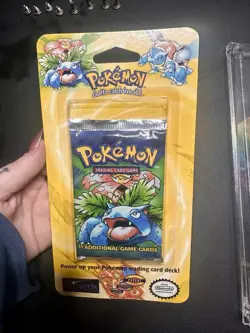 POKéMON
Gotta catch 'em all!
POKéMON
TRADING CARD GAME
ADDITIONAL GAME CARDS
Power up your Pokémon trading card deck!
Nintendo